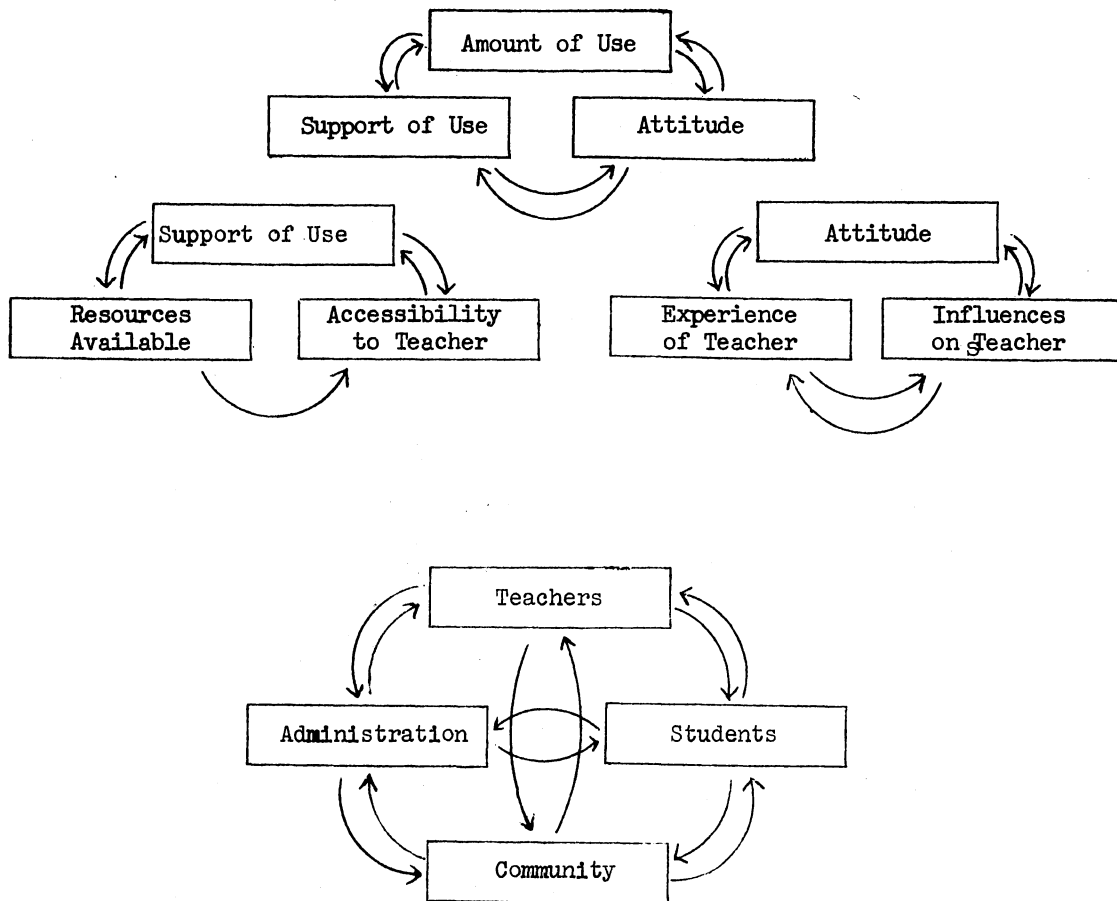 Amount of Use
Support of Use
Attitude
Support of Use
Attitude
Resources
Available
Accessibility
to Teacher
Experience
of Teacher
Influences
on sTeacher
Teachers
Administration
Students
Community